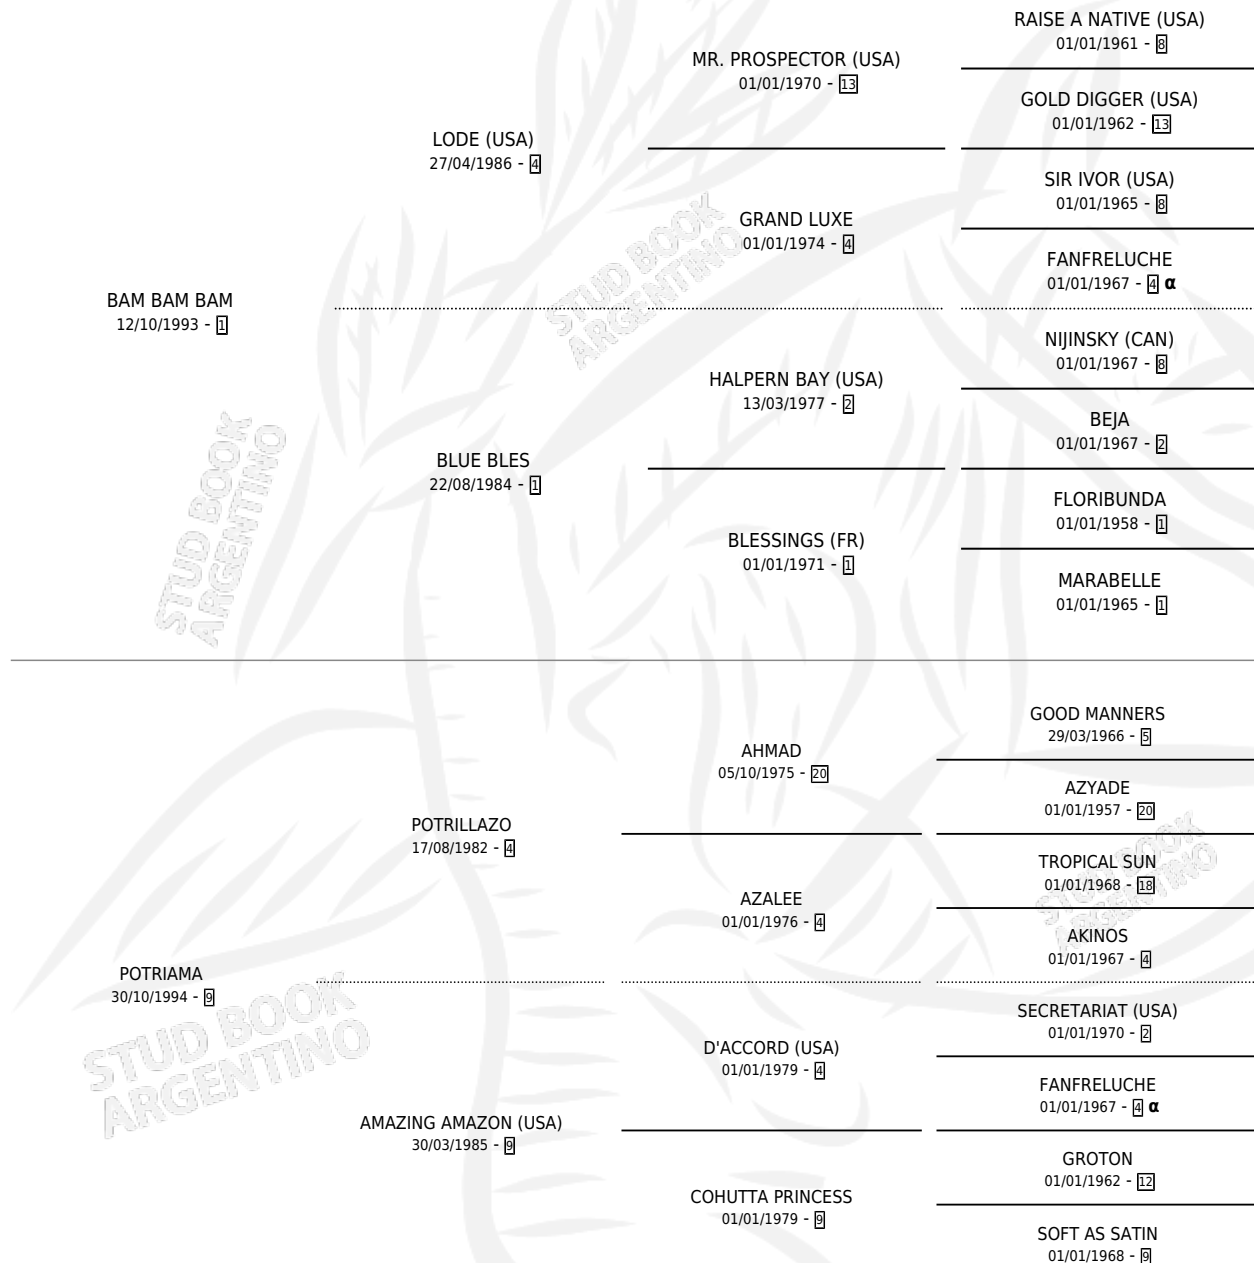 RAISE A NATIVE (USA)
01/01/1961 - 8
MR. PROSPECTOR (USA)
01/01/1970 - 13
GOLD DIGGER (USA)
01/01/1962 - 13
LODE (USA)
27/04/1986 - 4
SIR IVOR (USA)
01/01/1965 - 8
GRAND LUXE
01/01/1974 - 4
FANFRELUCHE
01/01/1967 - 4 α
BAM BAM BAM
12/10/1993 - 1
NIJINSKY (CAN)
01/01/1967 - 8
HALPERN BAY (USA)
13/03/1977 - 2
BEJA
01/01/1967 - 2
BLUE BLES
22/08/1984 - 1
FLORIBUNDA
01/01/1958 - 1
BLESSINGS (FR)
01/01/1971 - 1
MARABELLE
01/01/1965 - 1
GOOD MANNERS
29/03/1966 - 5
AHMAD
05/10/1975 - 20
AZYADE
01/01/1957 - 20
POTRILLAZO
17/08/1982 - 4
TROPICAL SUN
01/01/1968 - 18
AZALEE
01/01/1976 - 4
AKINOS
01/01/1967 - 4
POTRIAMA
30/10/1994 - 9
SECRETARIAT (USA)
01/01/1970 - 2
D'ACCORD (USA)
01/01/1979 - 4
FANFRELUCHE
01/01/1967 - 4 α
AMAZING AMAZON (USA)
30/03/1985 - 9
GROTON
01/01/1962 - 12
COHUTTA PRINCESS
01/01/1979 - 9
SOFT AS SATIN
01/01/1968 - 9
STUD BOOK
ARGENTINO
STUD BOOK
ARGENTINO
STUD BOOK
ARGENTINO
STUD BOOK
ARGENTINO